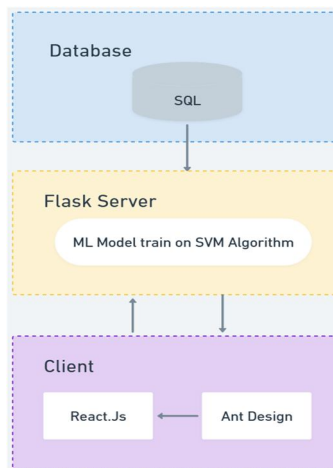 Database
SQL
Flask Server
ML Model train on SVM Algorithm
Client
React.Js
Ant Design